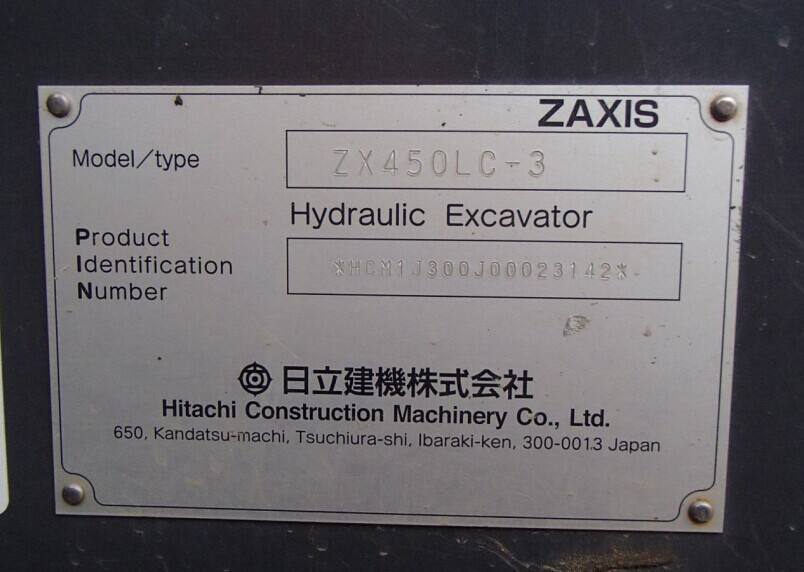 ZAXIS
Model/type ZX450LC-3
Hydraulic Excavator
Product
Identification *HCM1J300J00023142*
Number
日立建機株式会社
Hitachi Construction Machinery Co., Ltd.
650, Kandatsu-machi, Tsuchiura-shi, Ibaraki-ken, 300-0013 Japan